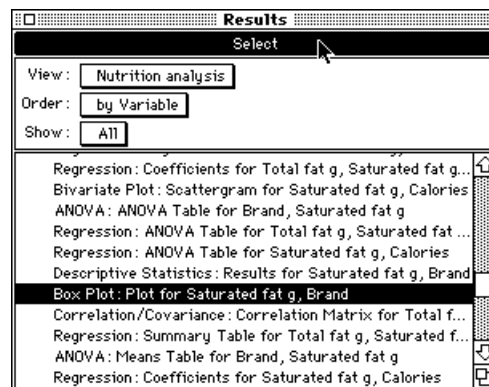 Results
Select
View: Nutrition analysis
Order: by Variable
Show: All
Regression: Coefficients for Total fat g, Saturated fat g...
Bivariate Plot: Scattergram for Saturated fat g, Calories
ANOVA: ANOVA Table for Brand, Saturated fat g
Regression: ANOVA Table for Total fat g, Saturated fat ...
Regression: ANOVA Table for Saturated fat g, Calories
Descriptive Statistics: Results for Saturated fat g, Brand
Box Plot: Plot for Saturated fat g, Brand
Correlation/Covariance: Correlation Matrix for Total f...
Regression: Summary Table for Total fat g, Saturated f...
ANOVA: Means Table for Brand, Saturated fat g
Regression: Coefficients for Saturated fat g, Calories